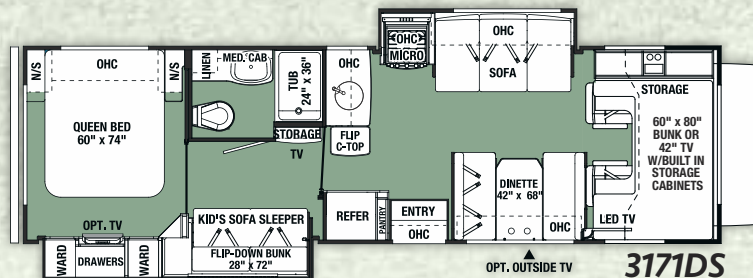 N/S
OHC
N/S
QUEEN BED
60" x 74"
OPT. TV
WARD
DRAWERS
WARD
LINEN
MED. CAB
TUB
24" x 36"
STORAGE
TV
KID'S SOFA SLEEPER
FLIP-DOWN BUNK
28" x 72"
OHC
FLIP
C-TOP
REFER
PANTRY
ENTRY
OHC
OHC
MICRO
OHC
SOFA
DINETTE
42" x 68"
OHC
OPT. OUTSIDE TV
STORAGE
60" x 80"
BUNK OR
42" TV
W/BUILT IN
STORAGE
CABINETS
LED TV
3171DS